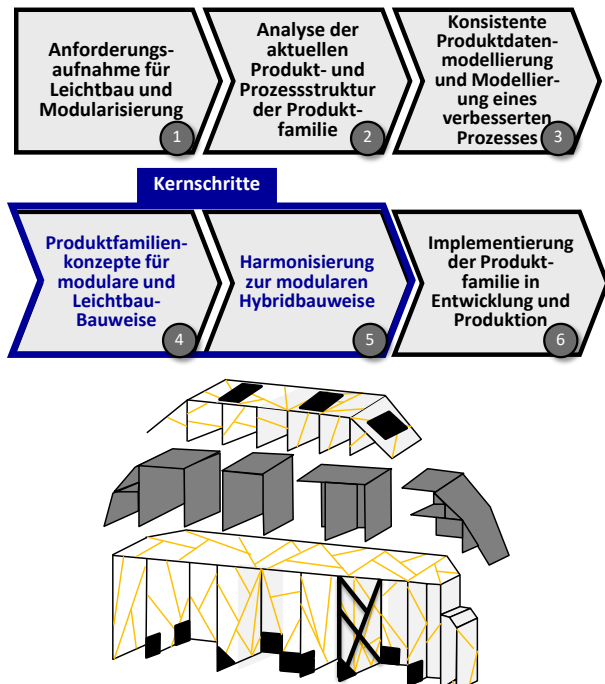 Anforderungs-
aufnahme für
Leichtbau und
Modularisierung
1
Analyse der
aktuellen
Produkt- und
Prozessstruktur
der Produkt-
familie
2
Konsistente
Produktdaten-
modellierung
und Modellier-
ung eines
verbesserten
Prozesses
3
Kernschritte
Produktfamilien-
konzepte für
modulare und
Leichtbau-
Bauweise
4
Harmonisierung
zur modularen
Hybridbauweise
5
Implementierung
der Produkt-
familie in
Entwicklung und
Produktion
6